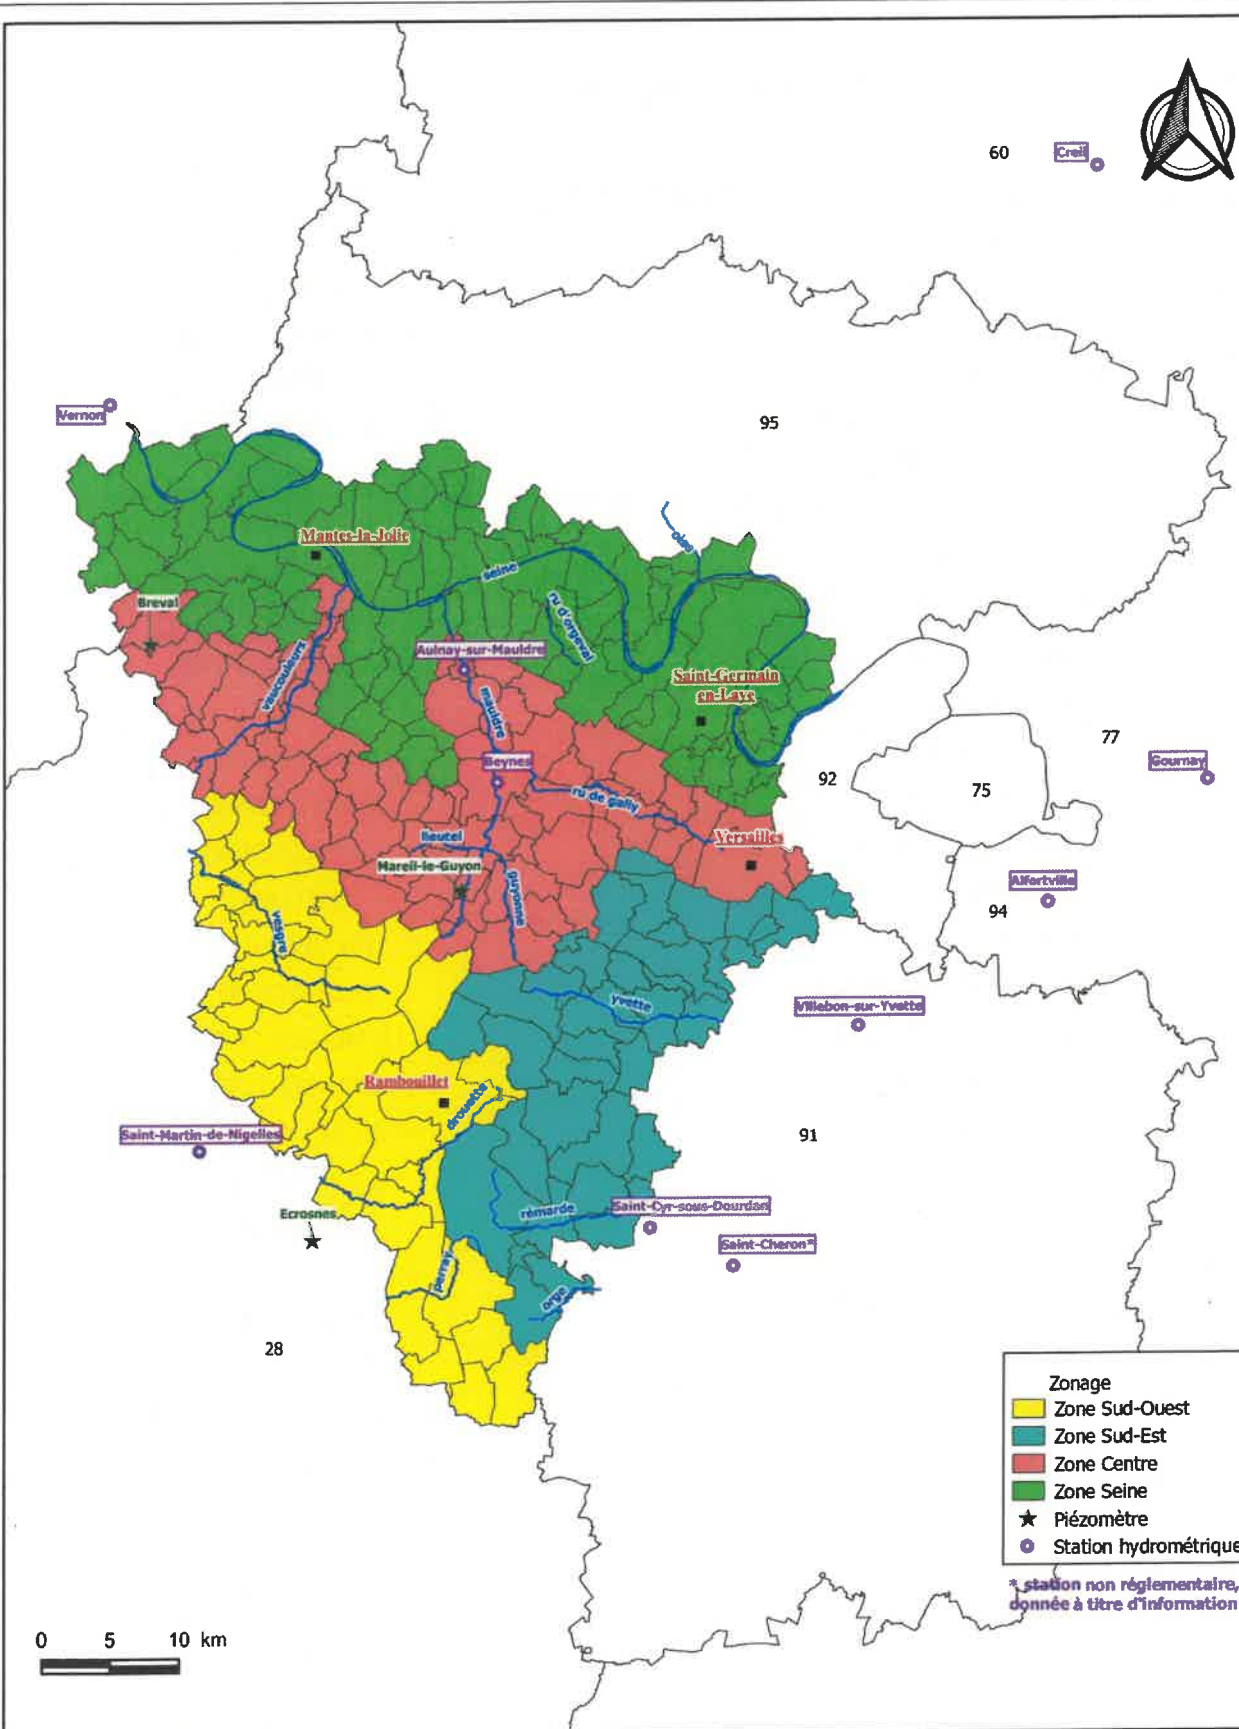 60
Creil
Vernon
95
Mantes-la-Jolie
oise
seine
Breval
ru d'orgeval
Aulnay-sur-Mauldre
vaucouleurs
Saint-Germain
en-Laye
mauldre
77
Gournay
Beynes
92
75
ru de gally
lieutel
Versailles
Mareil-le-Guyon
guyonne
Alfortville
94
vesgre
yvette
Villebon-sur-Yvette
Rambouillet
drouette
Saint-Martin-de-Nigelles
91
Ecrosnes
rémarde
Saint-Cyr-sous-Dourdan
Saint-Cheron*
perray
orge
28
Zonage
Zone Sud-Ouest
Zone Sud-Est
Zone Centre
Zone Seine
Piézomètre
Station hydrométrique
* station non réglementaire,
donnée à titre d'information
0 5 10 km